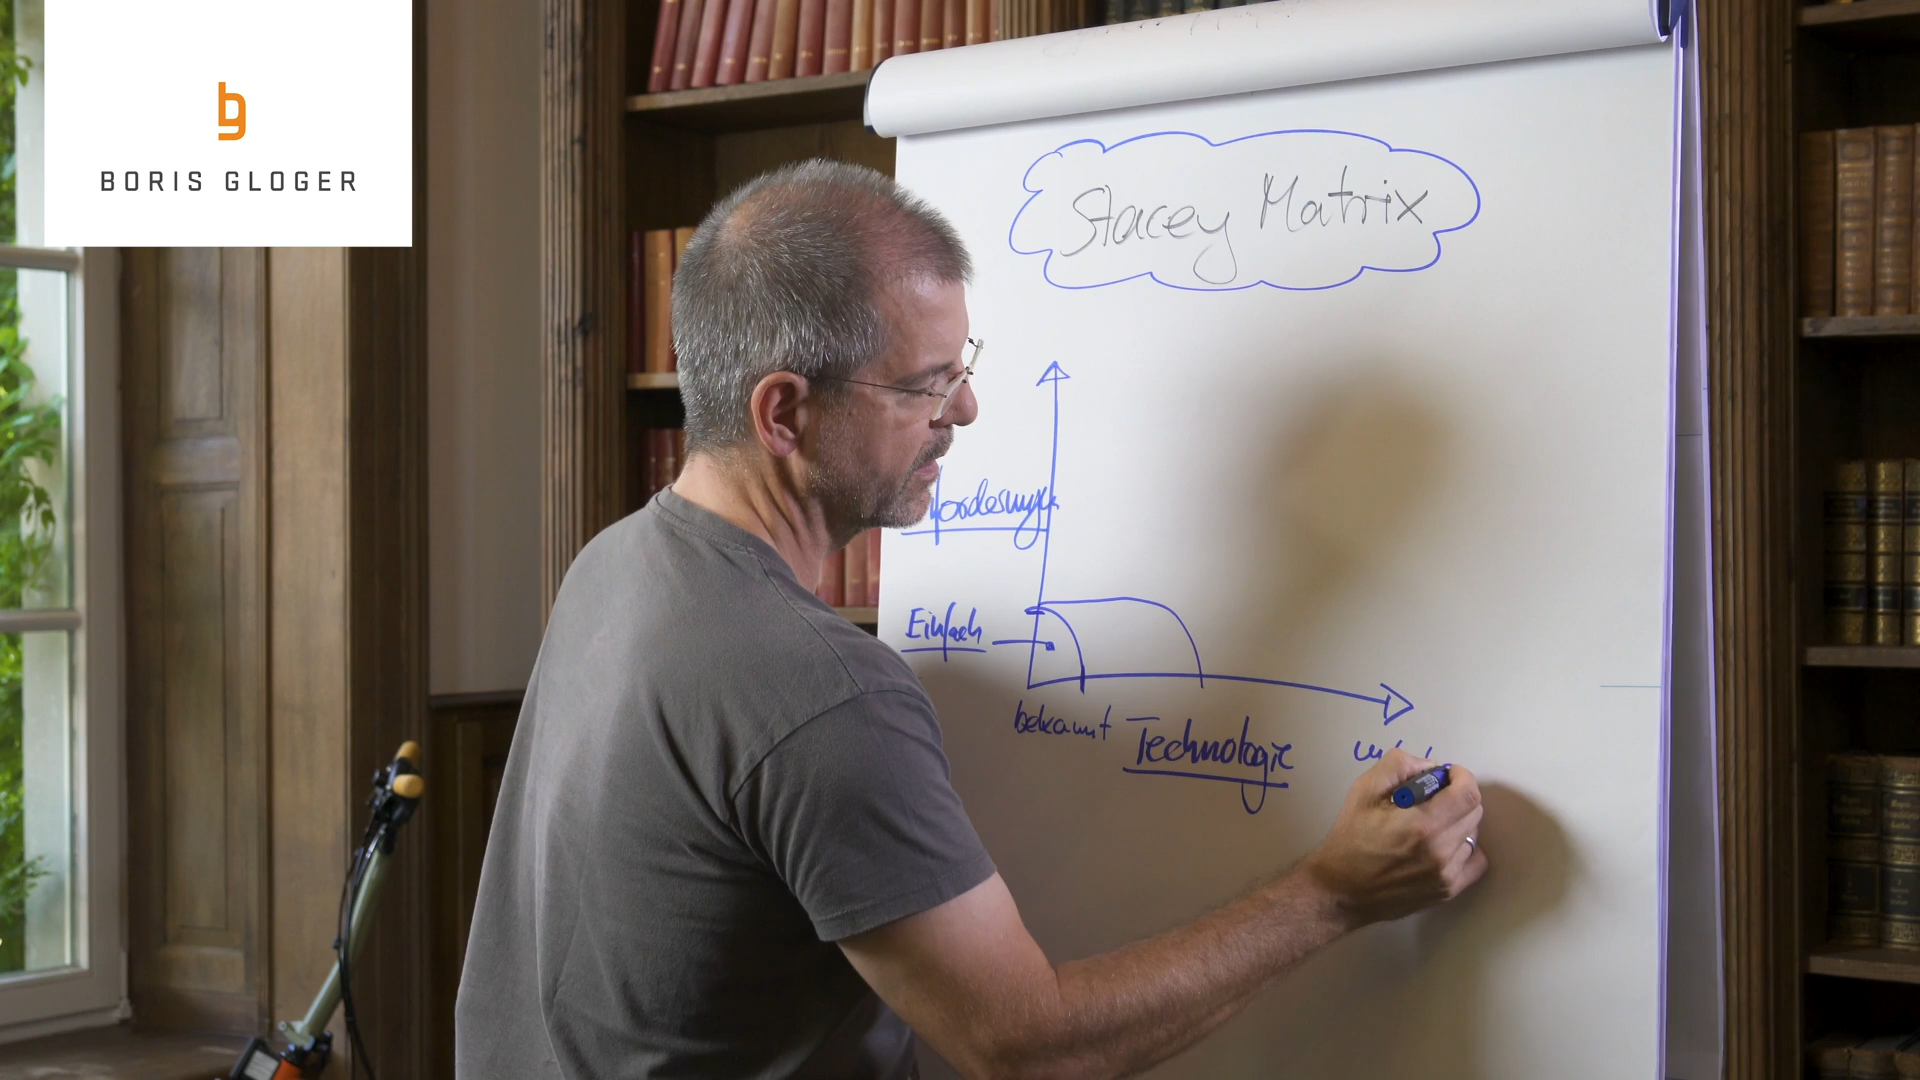 BORIS GLOGER
Stacey Matrix
Einfach
bekannt
Technologie